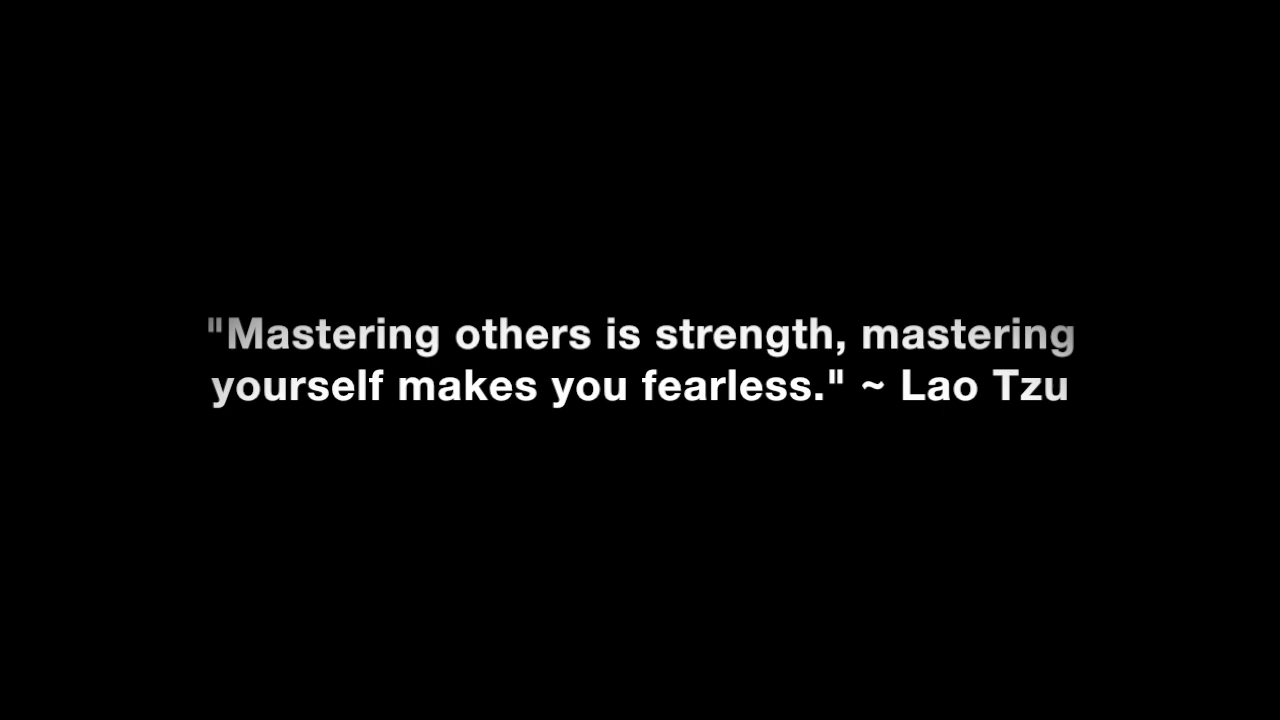 "Mastering others is strength, mastering
yourself makes you fearless." ~ Lao Tzu